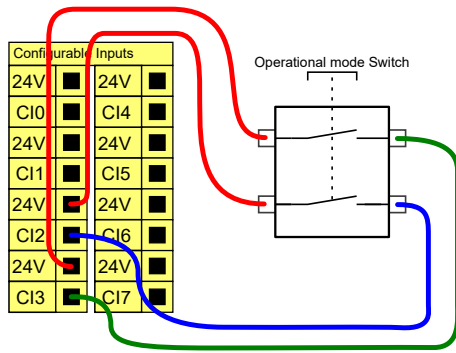 Configurable Inputs
24V 24V
CI0 CI4
24V 24V
CI1 CI5
24V 24V
CI2 CI6
24V 24V
CI3 CI7
Operational mode Switch